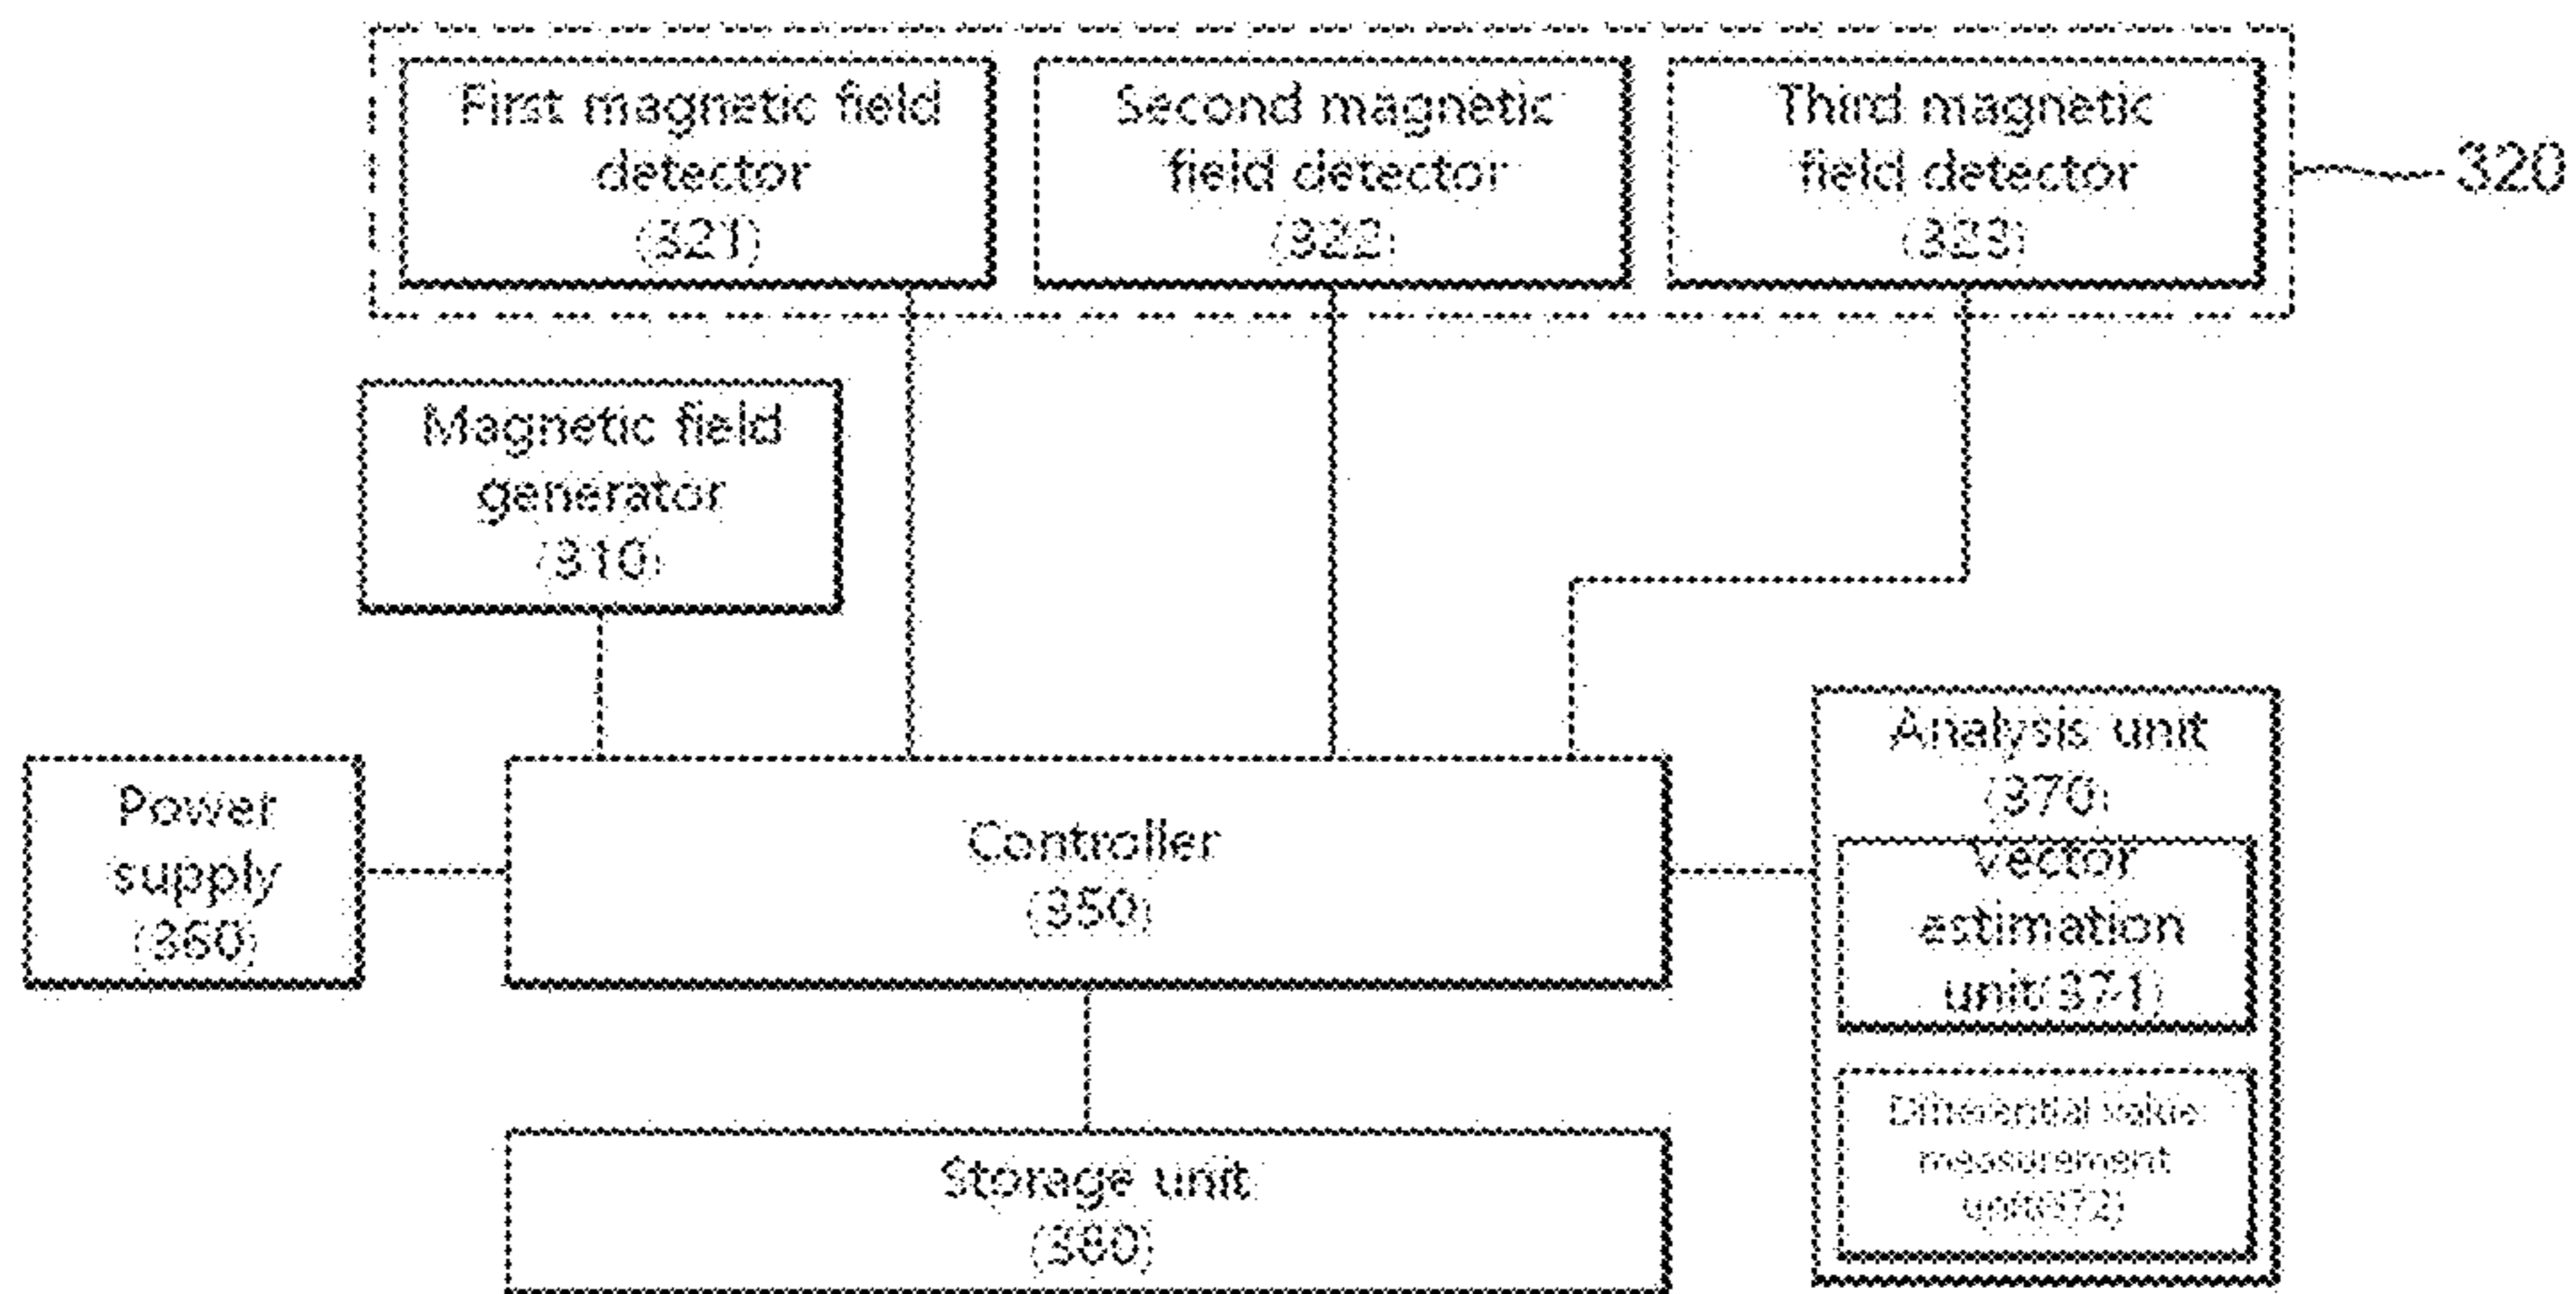 First magnetic field
detector
(321)
Second magnetic
field detector
(322)
Third magnetic
field detector
(323)
320
Magnetic field
generator
(310)
Power
supply
(360)
Controller
(350)
Analysis unit
(370)
vector
estimation
unit(371)
Differential value
measurement
unit(372)
Storage unit
(380)